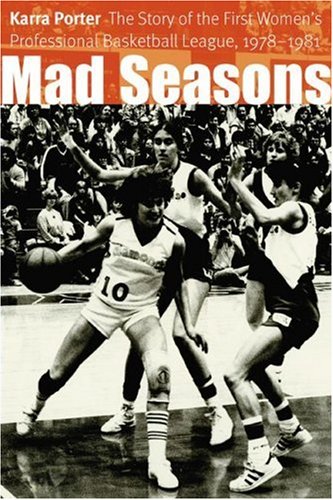 Karra Porter The Story of the First Women's
Professional Basketball League, 1978–1981
Mad Seasons
10